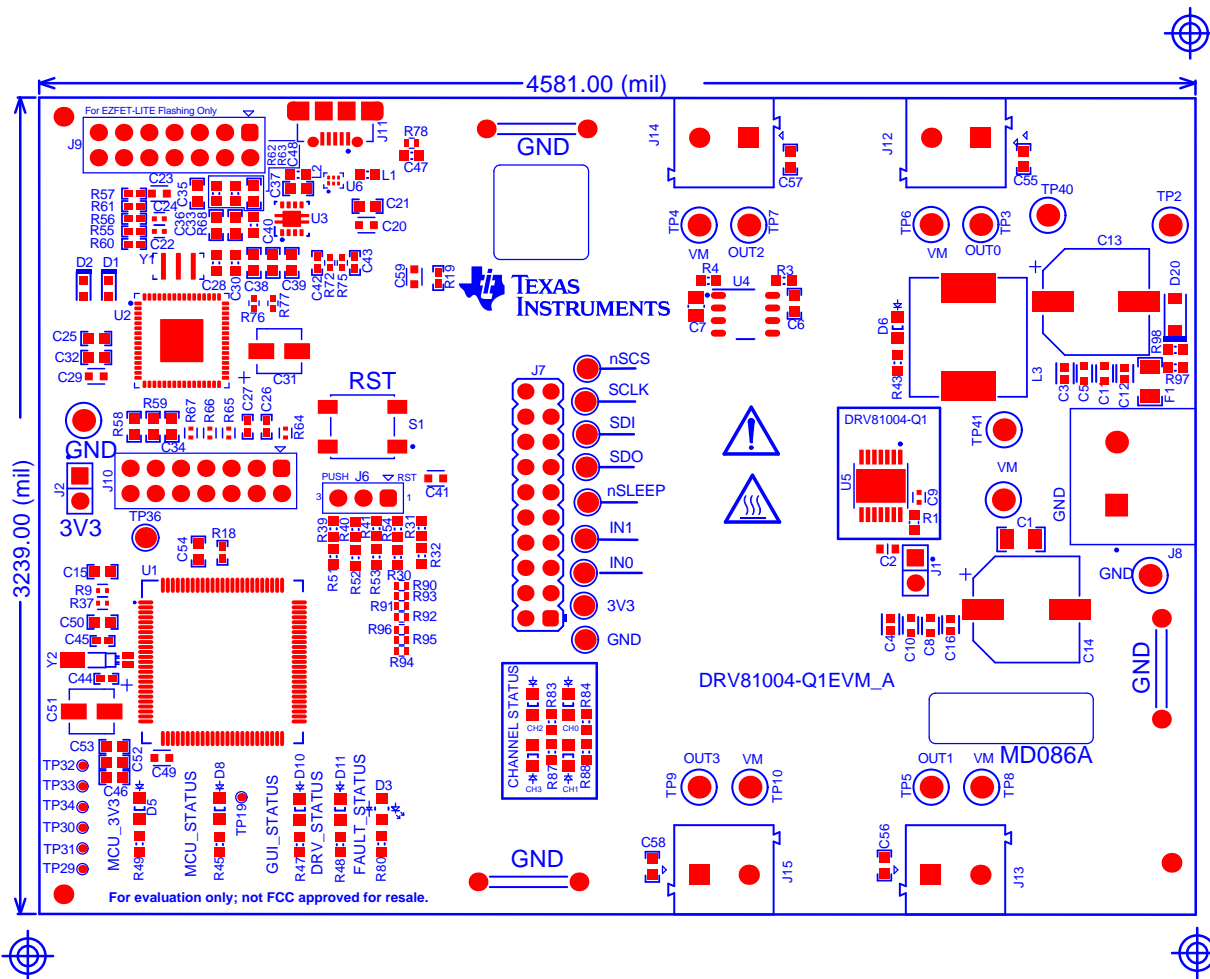 4581.00 (mil)
3239.00 (mil)
For EZFET-LITE Flashing Only
J9
R62
R63
C48
J11
R78
C47
GND
J14
C57
J12
C55
L2
L1
U6
C37
C23
R57
R61
C24
R56
R55
C22
R60
C35
C36
C33
R68
C40
U3
C21
C20
TP4
TP7
VM
OUT2
TP6
TP3
VM
OUT0
TP40
TP2
D2
D1
Y1
C28
C30
C38
C39
C42
R72
R75
C43
C59
R19
TEXAS
INSTRUMENTS
R4
U4
R3
C7
C6
C13
D20
D6
R43
L3
R98
R97
C3
C5
C11
C12
F1
U2
R76
R77
C25
C32
C29
C31
RST
S1
J7
nSCS
SCLK
SDI
SDO
nSLEEP
IN1
IN0
3V3
GND
R58
R59
R67
R66
R65
C27
C26
R64
C34
GND
J2
3V3
J10
PUSH
J6
RST
3
1
C41
DRV81004-Q1
U5
C9
R1
C2
J1
TP41
VM
GND
J8
C1
GND
TP36
C54
R18
R39
R40
R41
R54
R31
R51
R52
R53
R30
R32
R90
R93
R91
R92
R96
R95
R94
C15
U1
R9
R37
C50
C45
Y2
C44
C51
C53
C52
C46
C49
C4
C10
C8
C16
C14
GND
DRV81004-Q1EVM_A
MD086A
CHANNEL STATUS
R83
R84
CH2
CH0
R87
R88
CH3
CH1
TP32
TP33
TP34
TP30
TP31
TP29
MCU_3V3
D5
R49
MCU_STATUS
D8
R45
TP19
GUI_STATUS
D10
R47
DRV_STATUS
D11
R48
FAULT_STATUS
D3
R80
OUT3
VM
TP9
TP10
OUT1
VM
TP5
TP8
GND
C58
J15
C56
J13
For evaluation only; not FCC approved for resale.